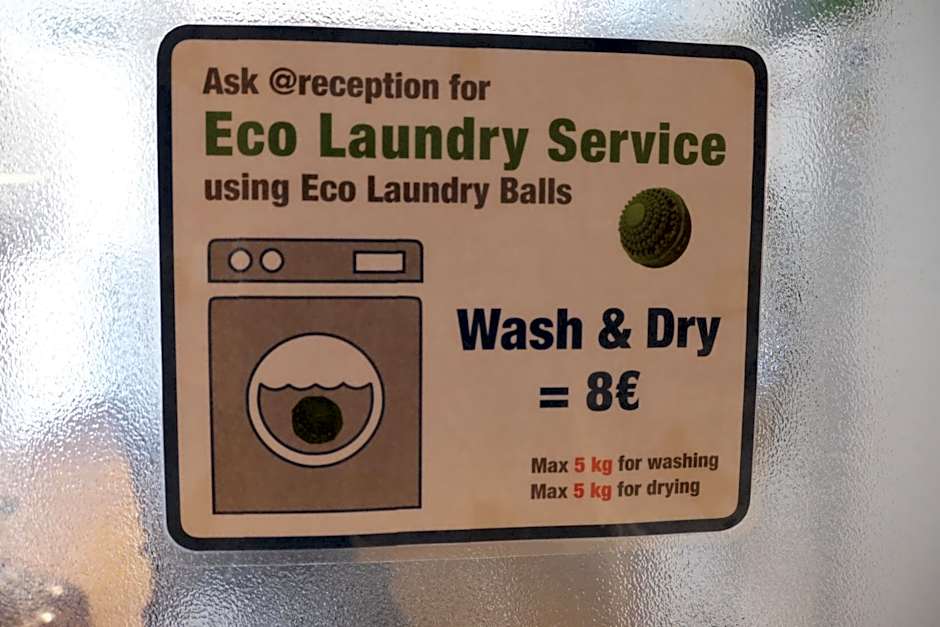 Ask @reception for
Eco Laundry Service
using Eco Laundry Balls
Wash & Dry
= 8€
Max 5 kg for washing
Max 5 kg for drying